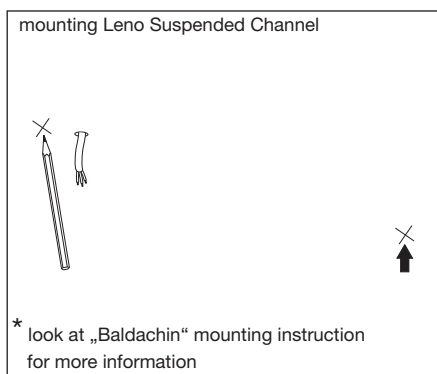 mounting Leno Suspended Channel
* look at „Baldachin“ mounting instruction
for more information